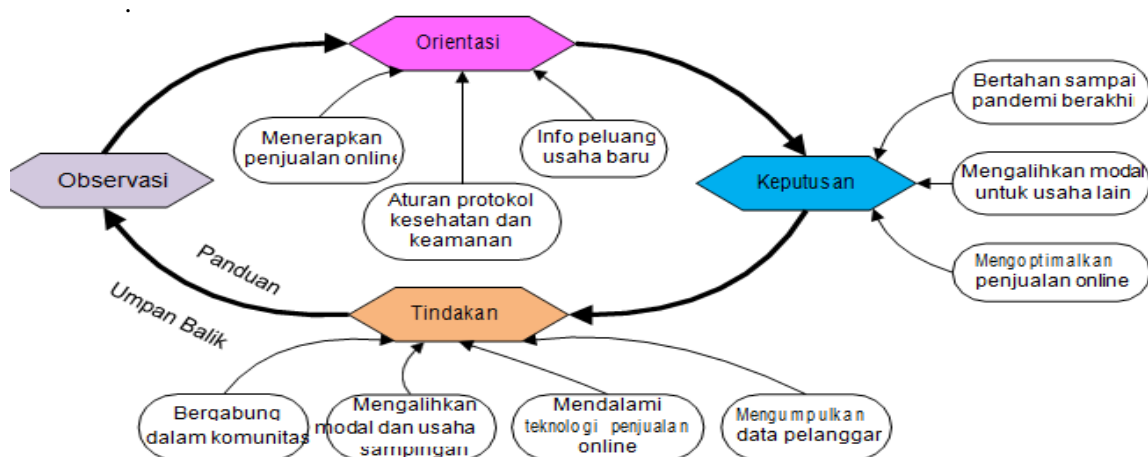 Orientasi
Menerapkan
penjualan online
Info peluang
usaha baru
Aturan protokol
kesehatan dan
keamanan
Observasi
Keputusan
Bertahan sampai
pandemi berakhi
Mengalihkan modal
untuk usaha lain
Mengoptimalkan
penjualan online
Panduan
Umpan Balik
Tindakan
Bergabung
dalam komunitas
Mengalihkan
modal dan usaha
sampingan
Mendalami
teknologi penjualan
online
Mengumpulkan
data pelanggar